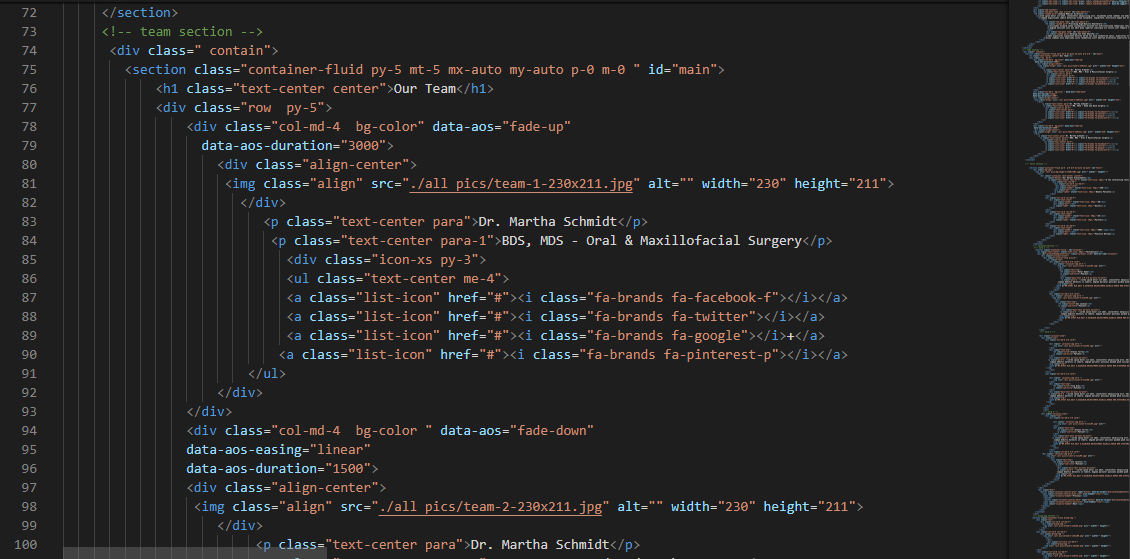 72 </section>
73 <!-- team section -->
74 <div class=" contain">
75 <section class="container-fluid py-5 mt-5 mx-auto my-auto p-0 m-0 " id="main">
76 <h1 class="text-center center">Our Team</h1>
77 <div class="row  py-5">
78 <div class="col-md-4  bg-color" data-aos="fade-up"
79 data-aos-duration="3000">
80 <div class="align-center">
81 <img class="align" src="./all pics/team-1-230x211.jpg" alt="" width="230" height="211">
82 </div>
83 <p class="text-center para">Dr. Martha Schmidt</p>
84 <p class="text-center para-1">BDS, MDS - Oral & Maxillofacial Surgery</p>
85 <div class="icon-xs py-3">
86 <ul class="text-center me-4">
87 <a class="list-icon" href="#"><i class="fa-brands fa-facebook-f"></i></a>
88 <a class="list-icon" href="#"><i class="fa-brands fa-twitter"></i></a>
89 <a class="list-icon" href="#"><i class="fa-brands fa-google"></i>+</a>
90 <a class="list-icon" href="#"><i class="fa-brands fa-pinterest-p"></i></a>
91 </ul>
92 </div>
93 </div>
94 <div class="col-md-4  bg-color " data-aos="fade-down"
95 data-aos-easing="linear"
96 data-aos-duration="1500">
97 <div class="align-center">
98 <img class="align" src="./all pics/team-2-230x211.jpg" alt="" width="230" height="211">
99 </div>
100 <p class="text-center para">Dr. Martha Schmidt</p>